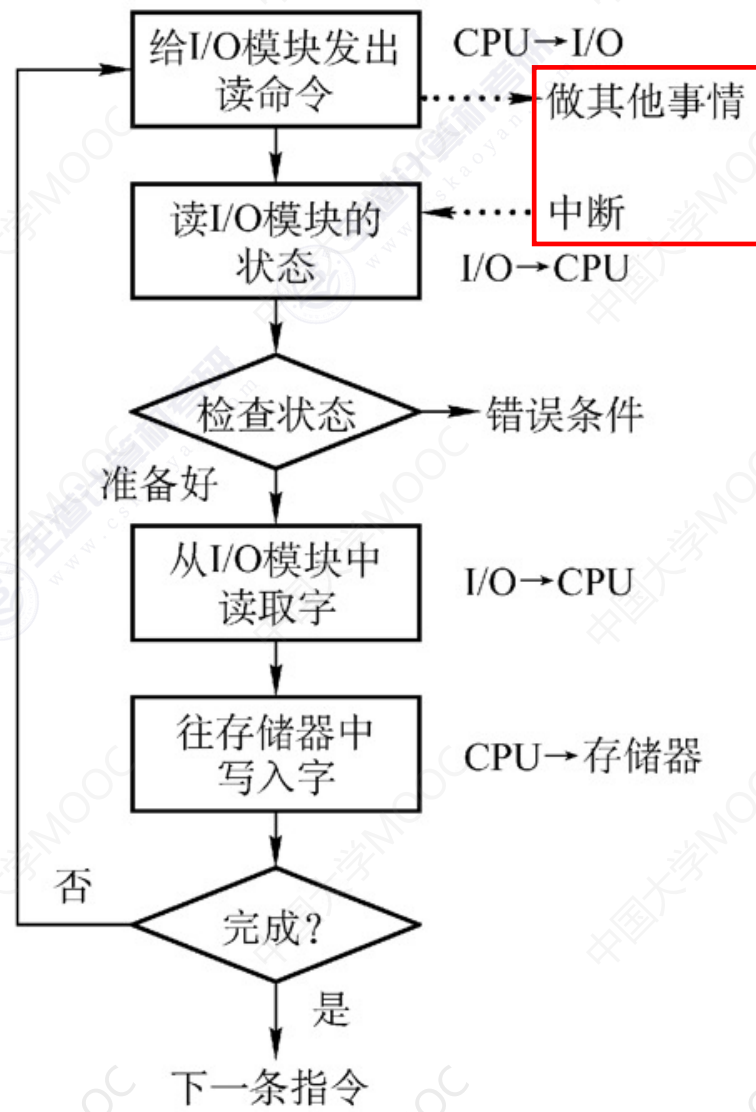 给I/O模块发出
读命令
CPU→I/O
做其他事情
读I/O模块的
状态
中断
I/O→CPU
检查状态
错误条件
准备好
从I/O模块中
读取字
I/O→CPU
往存储器中
写入字
CPU→存储器
否
完成?
是
下一条指令